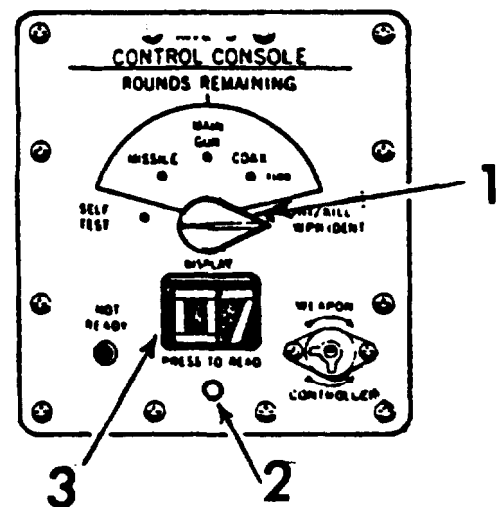 CONTROL CONSOLE
ROUNDS REMAINING
MAIN
GUN
MISSILE
COAX
SELF
TEST
DISPLAY
NOT
READY
WEAPON
PRESS TO READ
CONTROLLER
1
2
3